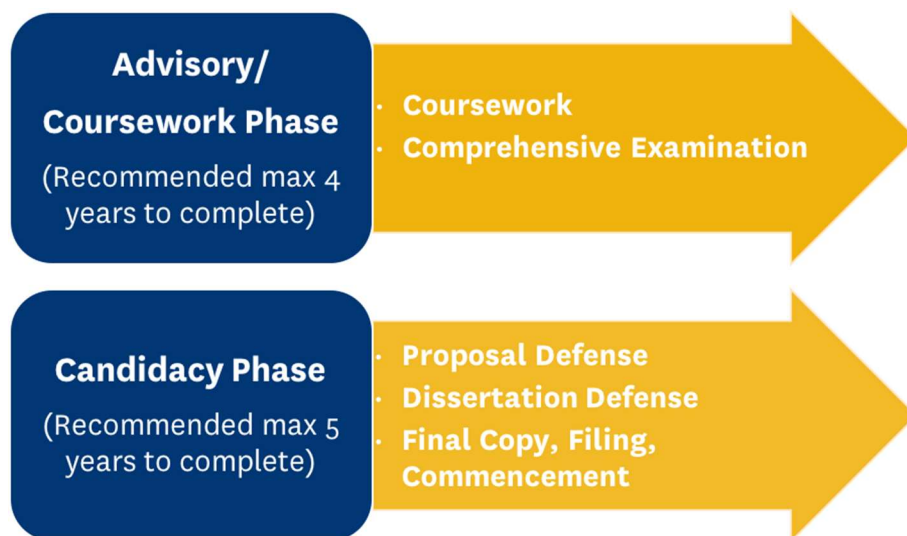 Advisory/
Coursework Phase
(Recommended max 4
years to complete)
· Coursework
· Comprehensive Examination
Candidacy Phase
(Recommended max 5
years to complete)
· Proposal Defense
· Dissertation Defense
· Final Copy, Filing,
Commencement